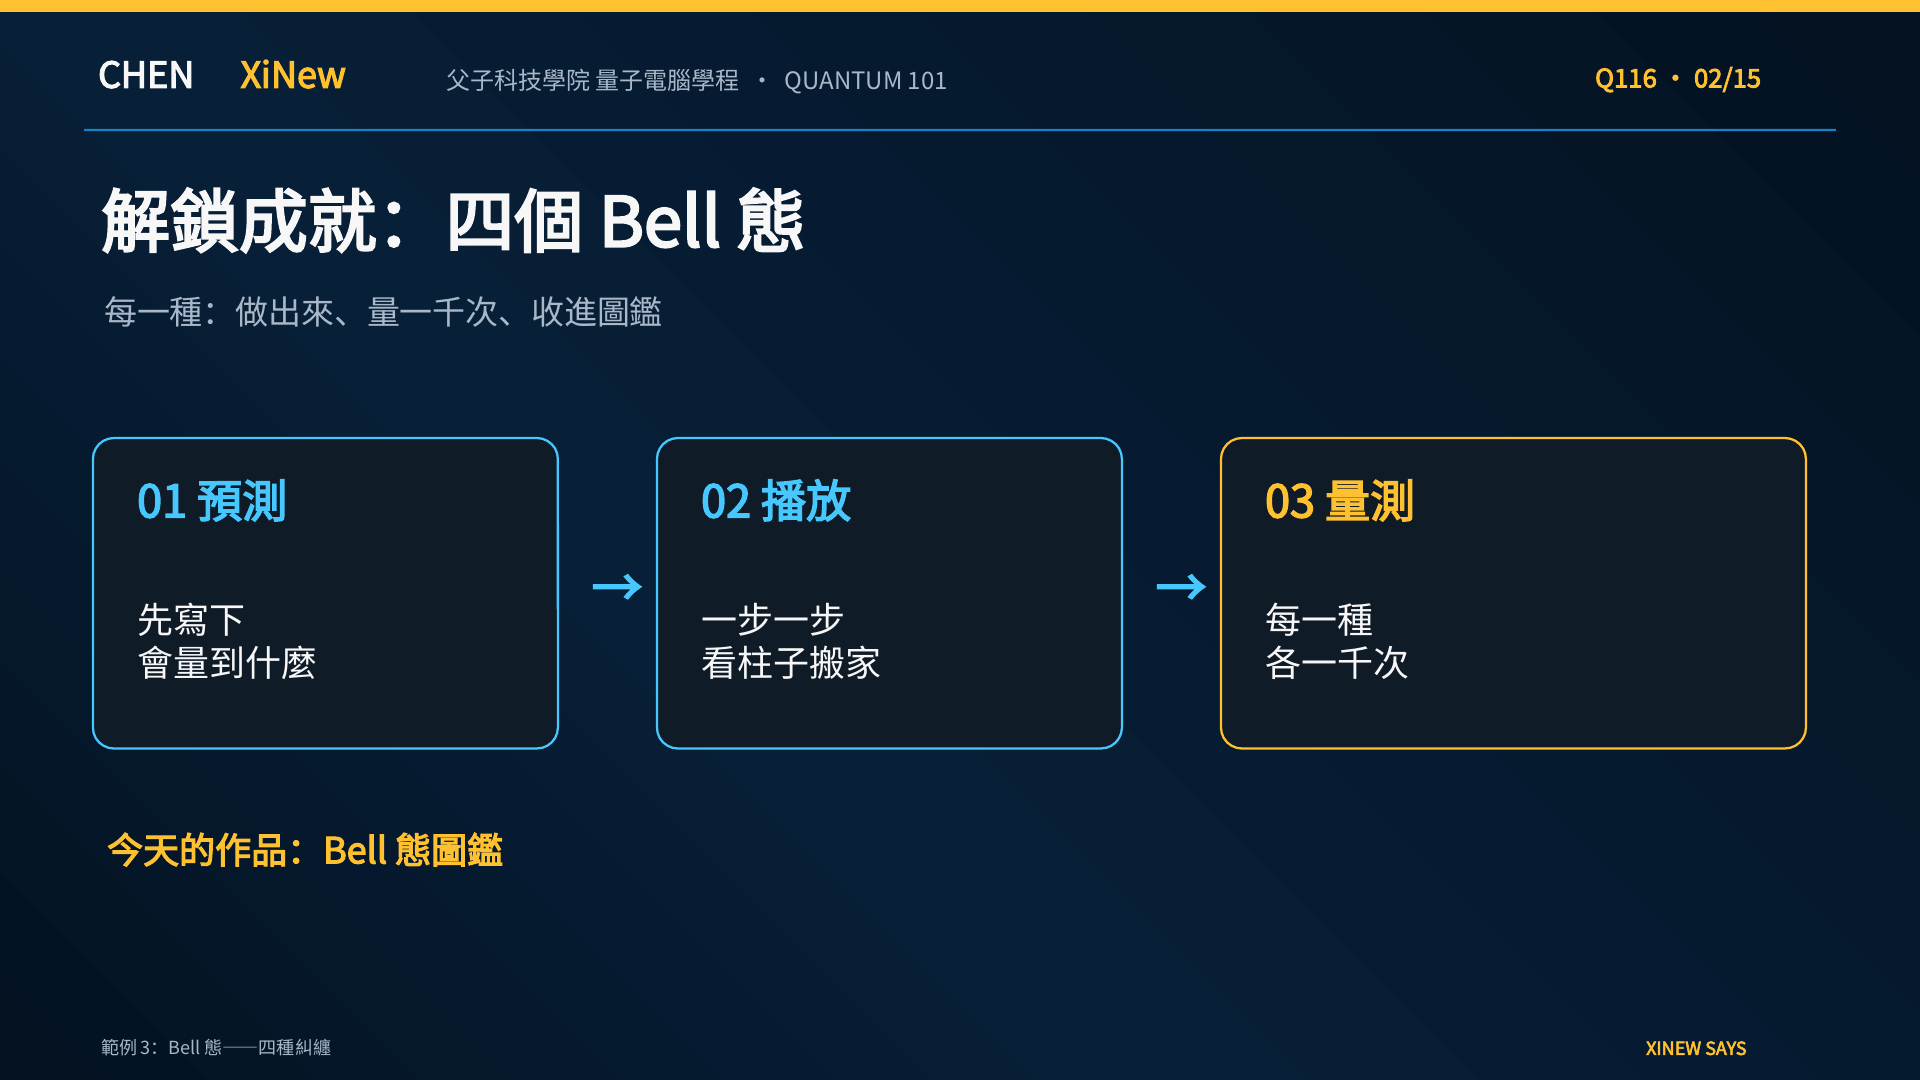 CHEN XiNew 父子科技學院 量子電腦學程 · QUANTUM 101 Q116 · 02/15
解鎖成就：四個 Bell 態
每一種：做出來、量一千次、收進圖鑑
01 預測
先寫下
會量到什麼
→
02 播放
一步一步
看柱子搬家
→
03 量測
每一種
各一千次
今天的作品：Bell 態圖鑑
範例 3：Bell 態——四種糾纏
XINEW SAYS